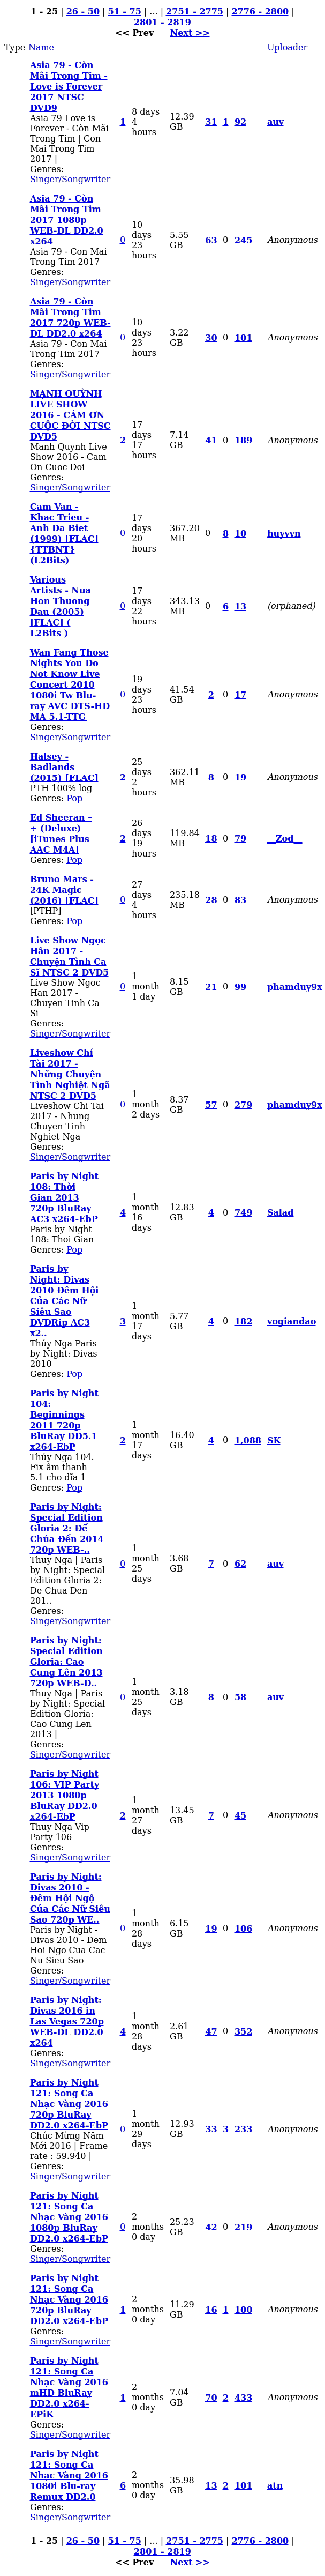 1 - 25 | 26 - 50 | 51 - 75 | ... | 2751 - 2775 | 2776 - 2800 |
2801 - 2819
<< Prev Next >>
Type Name Uploader
Asia 79 - Còn
Mãi Trong Tim -
Love is Forever
2017 NTSC
DVD9
Asia 79 Love is
Forever - Còn Mãi
Trong Tim | Con
Mai Trong Tim
2017 |
Genres:
Singer/Songwriter
1
8 days
4
hours
12.39
GB
31 1 92 auv
Asia 79 - Còn
Mãi Trong Tim
2017 1080p
WEB-DL DD2.0
x264
Asia 79 - Con Mai
Trong Tim 2017
Genres:
Singer/Songwriter
0
10
days
23
hours
5.55
GB
63 0 245 Anonymous
Asia 79 - Còn
Mãi Trong Tim
2017 720p WEB-
DL DD2.0 x264
Asia 79 - Con Mai
Trong Tim 2017
Genres:
Singer/Songwriter
0
10
days
23
hours
3.22
GB
30 0 101 Anonymous
MẠNH QUỲNH
LIVE SHOW
2016 - CẢM ƠN
CUỘC ĐỜI NTSC
DVD5
Manh Quynh Live
Show 2016 - Cam
On Cuoc Doi
Genres:
Singer/Songwriter
2
17
days
17
hours
7.14
GB
41 0 189 Anonymous
Cam Van -
Khac Trieu -
Anh Da Biet
(1999) [FLAC]
{TTBNT}
(L2Bits)
0
17
days
20
hours
367.20
MB
0 8 10 huyvvn
Various
Artists - Nua
Hon Thuong
Dau (2005)
[FLAC] (
L2Bits )
0
17
days
22
hours
343.13
MB
0 6 13 (orphaned)
Wan Fang Those
Nights You Do
Not Know Live
Concert 2010
1080i Tw Blu-
ray AVC DTS-HD
MA 5.1-TTG
Genres:
Singer/Songwriter
0
19
days
23
hours
41.54
GB
2 0 17 Anonymous
Halsey -
Badlands
(2015) [FLAC]
PTH 100% log
Genres: Pop
2
25
days
2
hours
362.11
MB
8 0 19 Anonymous
Ed Sheeran –
÷ (Deluxe)
[iTunes Plus
AAC M4A]
Genres: Pop
2
26
days
19
hours
119.84
MB
18 0 79 __Zod__
Bruno Mars -
24K Magic
(2016) [FLAC]
[PTHP]
Genres: Pop
0
27
days
4
hours
235.18
MB
28 0 83 Anonymous
Live Show Ngọc
Hân 2017 -
Chuyện Tình Ca
Sĩ NTSC 2 DVD5
Live Show Ngoc
Han 2017 -
Chuyen Tinh Ca
Si
Genres:
Singer/Songwriter
0
1
month
1 day
8.15
GB
21 0 99 phamduy9x
Liveshow Chí
Tài 2017 -
Những Chuyện
Tình Nghiệt Ngã
NTSC 2 DVD5
Liveshow Chi Tai
2017 - Nhung
Chuyen Tinh
Nghiet Nga
Genres:
Singer/Songwriter
0
1
month
2 days
8.37
GB
57 0 279 phamduy9x
Paris by Night
108: Thời
Gian 2013
720p BluRay
AC3 x264-EbP
Paris by Night
108: Thoi Gian
Genres: Pop
4
1
month
16
days
12.83
GB
4 0 749 Salad
Paris by
Night: Divas
2010 Đêm Hội
Của Các Nữ
Siêu Sao
DVDRip AC3
x2..
Thúy Nga Paris
by Night: Divas
2010
Genres: Pop
3
1
month
17
days
5.77
GB
4 0 182 vogiandao
Paris by Night
104:
Beginnings
2011 720p
BluRay DD5.1
x264-EbP
Thúy Nga 104.
Fix âm thanh
5.1 cho đĩa 1
Genres: Pop
2
1
month
17
days
16.40
GB
4 0 1,088 SK
Paris by Night:
Special Edition
Gloria 2: Để
Chúa Đến 2014
720p WEB-..
Thuy Nga | Paris
by Night: Special
Edition Gloria 2:
De Chua Den
201..
Genres:
Singer/Songwriter
0
1
month
25
days
3.68
GB
7 0 62 auv
Paris by Night:
Special Edition
Gloria: Cao
Cung Lên 2013
720p WEB-D..
Thuy Nga | Paris
by Night: Special
Edition Gloria:
Cao Cung Len
2013 |
Genres:
Singer/Songwriter
0
1
month
25
days
3.18
GB
8 0 58 auv
Paris by Night
106: VIP Party
2013 1080p
BluRay DD2.0
x264-EbP
Thuy Nga Vip
Party 106
Genres:
Singer/Songwriter
2
1
month
27
days
13.45
GB
7 0 45 Anonymous
Paris by Night:
Divas 2010 -
Đêm Hội Ngộ
Của Các Nữ Siêu
Sao 720p WE..
Paris by Night -
Divas 2010 - Dem
Hoi Ngo Cua Cac
Nu Sieu Sao
Genres:
Singer/Songwriter
0
1
month
28
days
6.15
GB
19 0 106 Anonymous
Paris by Night:
Divas 2016 in
Las Vegas 720p
WEB-DL DD2.0
x264
Genres:
Singer/Songwriter
4
1
month
28
days
2.61
GB
47 0 352 Anonymous
Paris by Night
121: Song Ca
Nhạc Vàng 2016
720p BluRay
DD2.0 x264-EbP
Chúc Mừng Năm
Mới 2016 | Frame
rate : 59.940 |
Genres:
Singer/Songwriter
0
1
month
29
days
12.93
GB
33 3 233 Anonymous
Paris by Night
121: Song Ca
Nhạc Vàng 2016
1080p BluRay
DD2.0 x264-EbP
Genres:
Singer/Songwriter
0
2
months
0 day
25.23
GB
42 0 219 Anonymous
Paris by Night
121: Song Ca
Nhạc Vàng 2016
720p BluRay
DD2.0 x264-EbP
Genres:
Singer/Songwriter
1
2
months
0 day
11.29
GB
16 1 100 Anonymous
Paris by Night
121: Song Ca
Nhạc Vàng 2016
mHD BluRay
DD2.0 x264-
EPiK
Genres:
Singer/Songwriter
1
2
months
0 day
7.04
GB
70 2 433 Anonymous
Paris by Night
121: Song Ca
Nhạc Vàng 2016
1080i Blu-ray
Remux DD2.0
Genres:
Singer/Songwriter
6
2
months
0 day
35.98
GB
13 2 101 atn
1 - 25 | 26 - 50 | 51 - 75 | ... | 2751 - 2775 | 2776 - 2800 |
2801 - 2819
<< Prev Next >>